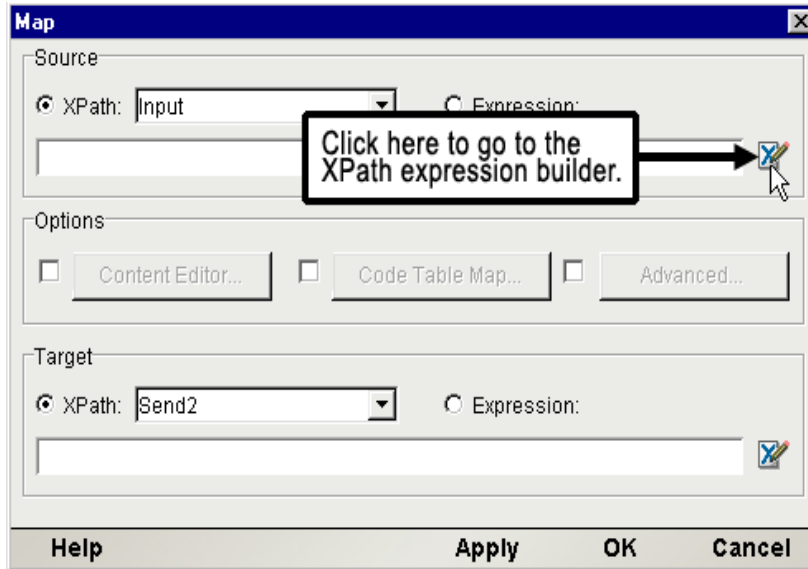 Map
Source
XPath: Input Expression:
Click here to go to the
XPath expression builder.
Options
Content Editor... Code Table Map... Advanced...
Target
XPath: Send2 Expression:
Help Apply OK Cancel